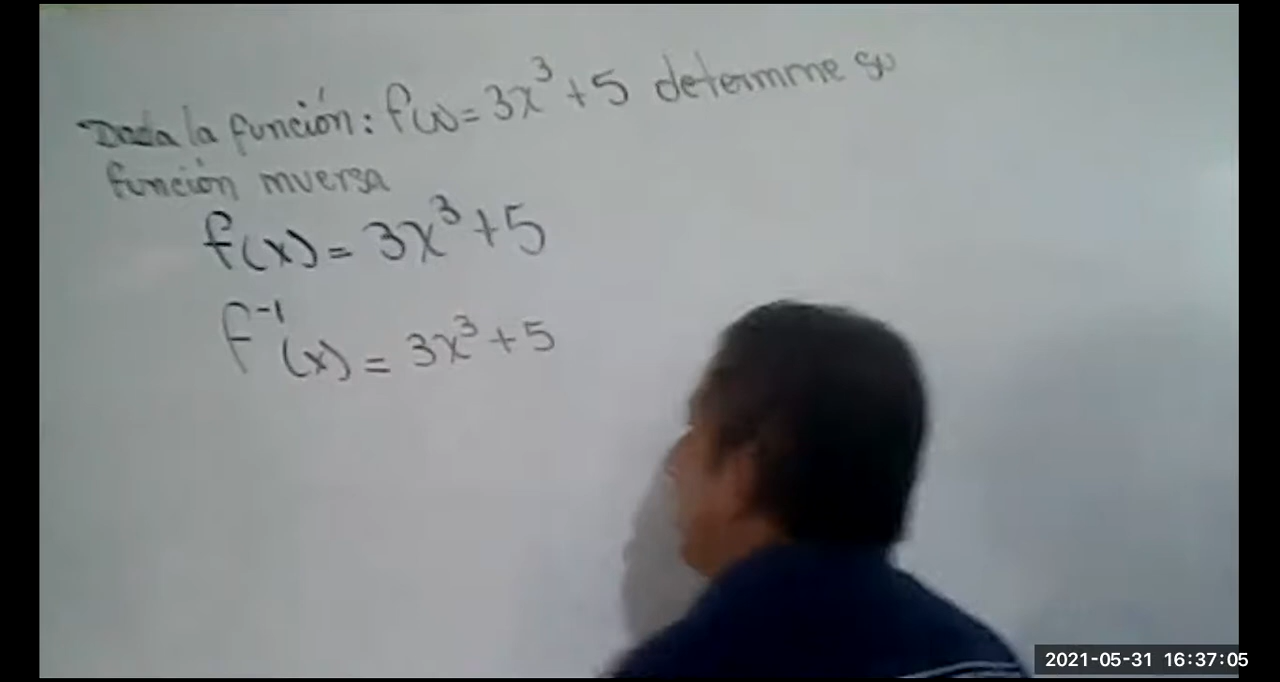 Dada la función: f(x) = 3x³ + 5 determine su
función inversa
f(x) = 3x³ + 5
f⁻¹(x) = 3x³ + 5
2021-05-31 16:37:05